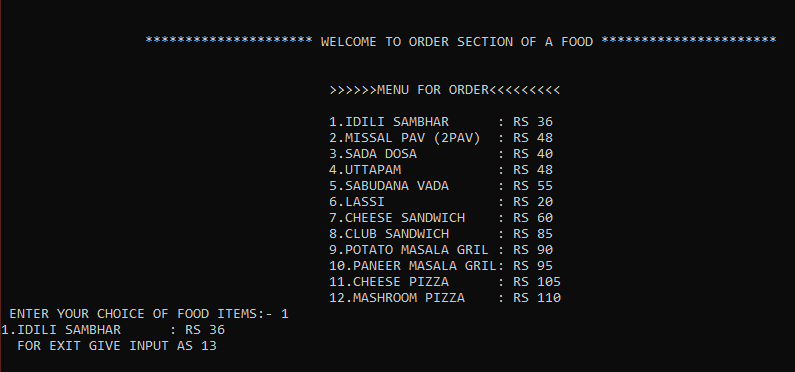 ********************* WELCOME TO ORDER SECTION OF A FOOD **********************
>>>>>>MENU FOR ORDER<<<<<<<<<
1.IDILI SAMBHAR      : RS 36
2.MISSAL PAV (2PAV)  : RS 48
3.SADA DOSA          : RS 40
4.UTTAPAM            : RS 48
5.SABUDANA VADA      : RS 55
6.LASSI              : RS 20
7.CHEESE SANDWICH    : RS 60
8.CLUB SANDWICH      : RS 85
9.POTATO MASALA GRIL : RS 90
10.PANEER MASALA GRIL: RS 95
11.CHEESE PIZZA      : RS 105
12.MASHROOM PIZZA    : RS 110
ENTER YOUR CHOICE OF FOOD ITEMS:- 1
1.IDILI SAMBHAR      : RS 36
FOR EXIT GIVE INPUT AS 13